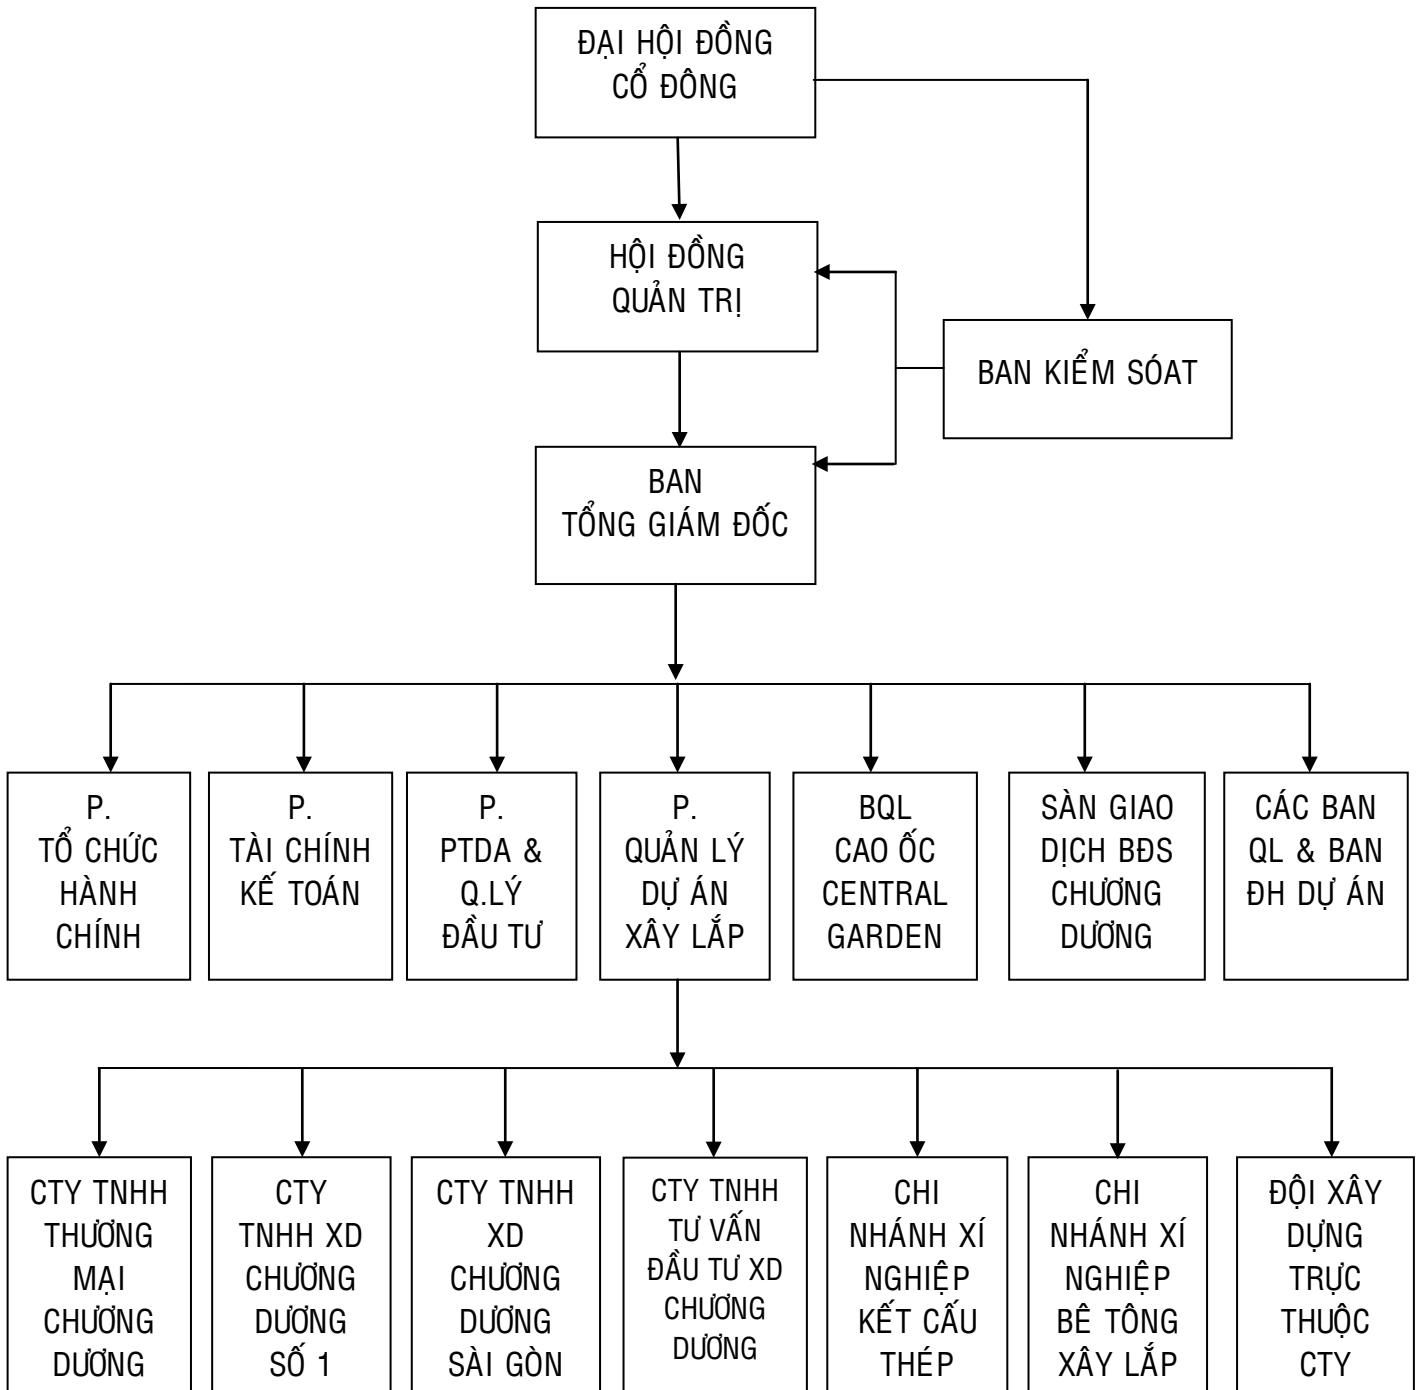 ĐẠI HỘI ĐỒNG
CỔ ĐÔNG
HỘI ĐỒNG
QUẢN TRỊ
BAN KIỂM SÓAT
BAN
TỔNG GIÁM ĐỐC
P.
TỔ CHỨC
HÀNH
CHÍNH
P.
TÀI CHÍNH
KẾ TOÁN
P.
PTDA &
Q.LÝ
ĐẦU TƯ
P.
QUẢN LÝ
DỰ ÁN
XÂY LẮP
BQL
CAO ỐC
CENTRAL
GARDEN
SÀN GIAO
DỊCH BĐS
CHƯƠNG
DƯƠNG
CÁC BAN
QL & BAN
ĐH DỰ ÁN
CTY TNHH
THƯƠNG
MẠI
CHƯƠNG
DƯƠNG
CTY
TNHH XD
CHƯƠNG
DƯƠNG
SỐ 1
CTY TNHH
XD
CHƯƠNG
DƯƠNG
SÀI GÒN
CTY TNHH
TƯ VẤN
ĐẦU TƯ XD
CHƯƠNG
DƯƠNG
CHI
NHÁNH XÍ
NGHIỆP
KẾT CẤU
THÉP
CHI
NHÁNH XÍ
NGHIỆP
BÊ TÔNG
XÂY LẮP
ĐỘI XÂY
DỰNG
TRỰC
THUỘC
CTY